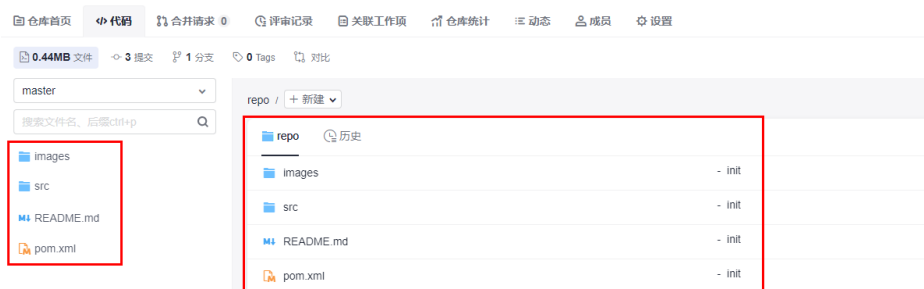 仓库首页 代码 合并请求 0 评审记录 关联工作项 仓库统计 动态 成员 设置
0.44MB 文件 3 提交 1 分支 0 Tags 对比
master
repo / + 新建
搜索文件名、后缀ctrl+p
repo 历史
images
src
README.md
pom.xml
images - init
src - init
README.md - init
pom.xml - init